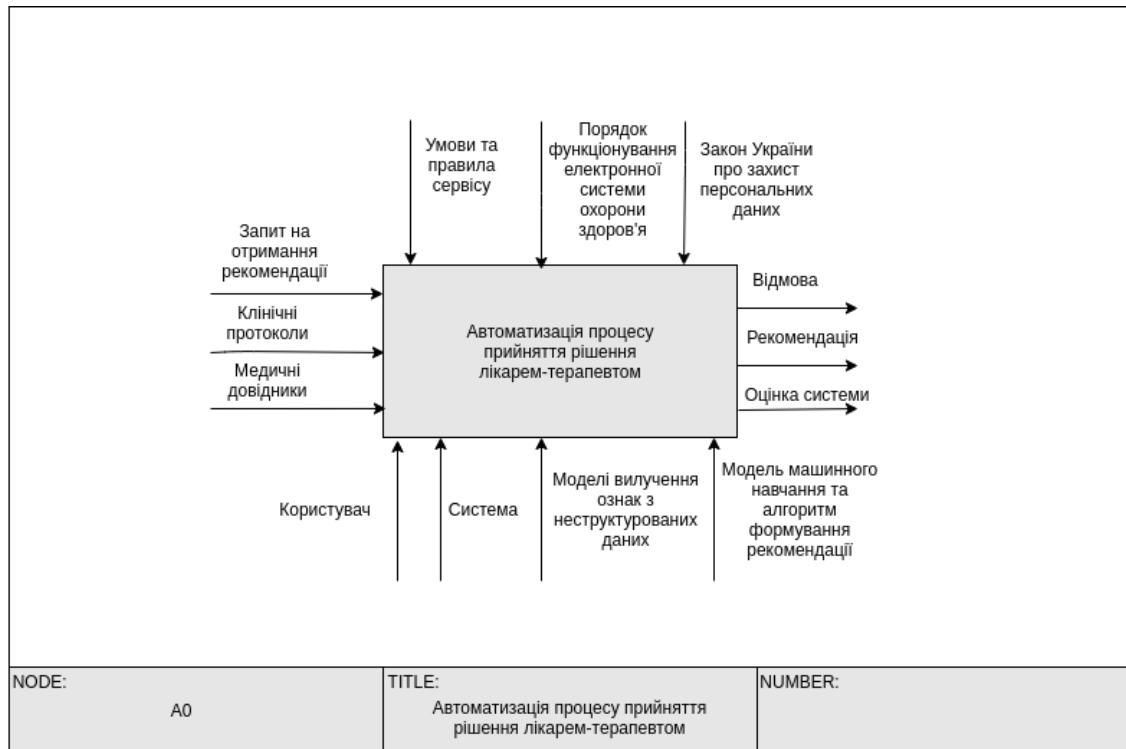 Умови та
правила
сервісу
Порядок
функціонування
електронної
системи
охорони
здоров'я
Закон України
про захист
персональних
даних
Запит на
отримання
рекомендації
Клінічні
протоколи
Медичні
довідники
Автоматизація процесу
прийняття рішення
лікарем-терапевтом
Відмова
Рекомендація
Оцінка системи
Користувач
Система
Моделі вилучення
ознак з
неструктурованих
даних
Модель машинного
навчання та
алгоритм
формування
рекомендації
NODE:
A0
TITLE:
Автоматизація процесу прийняття
рішення лікарем-терапевтом
NUMBER: